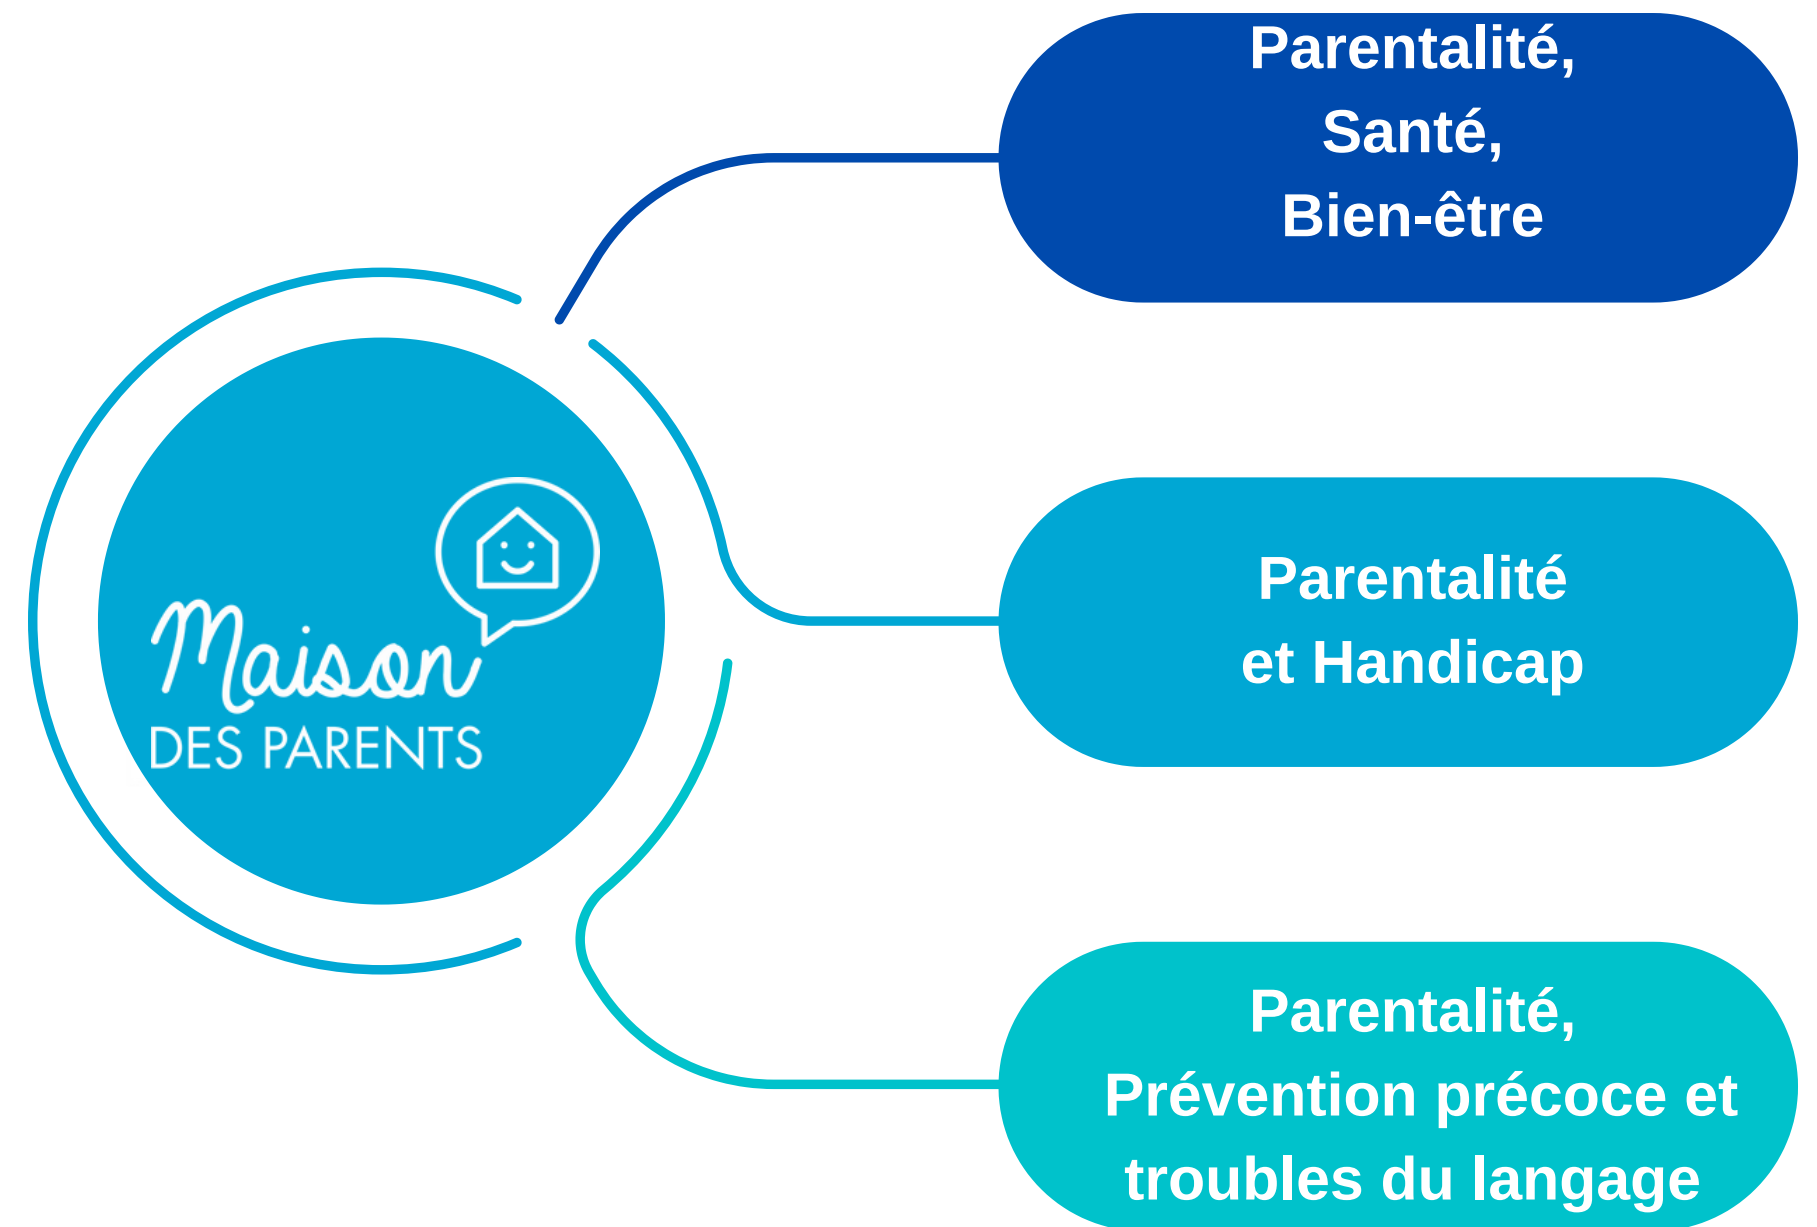 Parentalité,
Santé,
Bien-être
Maison
DES PARENTS
Parentalité
et Handicap
Parentalité,
Prévention précoce et
troubles du langage